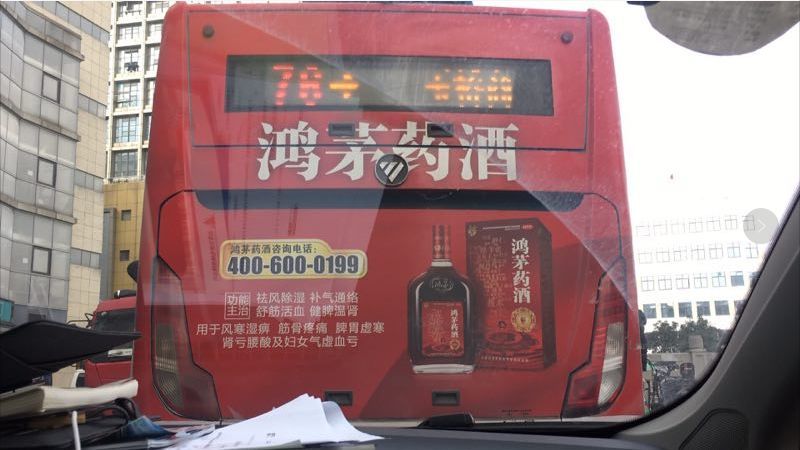 76
鸿茅药酒
鸿茅药酒咨询电话：
400-600-0199
功能主治
祛风除湿 补气通络
舒筋活血 健脾温肾
用于风寒湿痹 筋骨疼痛 脾胃虚寒
肾亏腰酸及妇女气虚血亏
鸿茅药酒